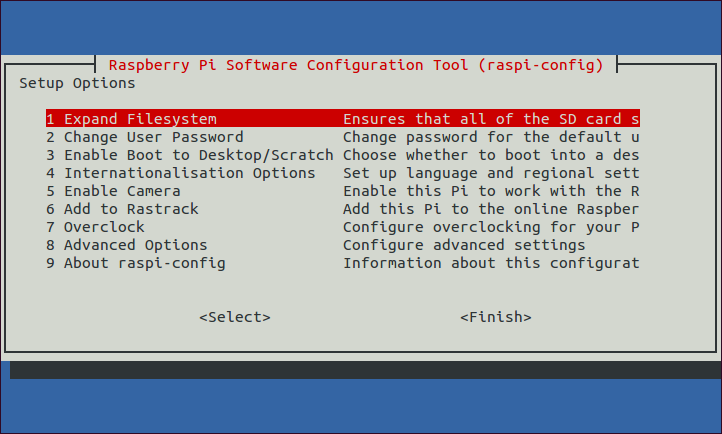 Raspberry Pi Software Configuration Tool (raspi-config)
Setup Options
1 Expand Filesystem Ensures that all of the SD card s
2 Change User Password Change password for the default u
3 Enable Boot to Desktop/Scratch Choose whether to boot into a des
4 Internationalisation Options Set up language and regional sett
5 Enable Camera Enable this Pi to work with the R
6 Add to Rastrack Add this Pi to the online Raspber
7 Overclock Configure overclocking for your P
8 Advanced Options Configure advanced settings
9 About raspi-config Information about this configurat
<Select> <Finish>